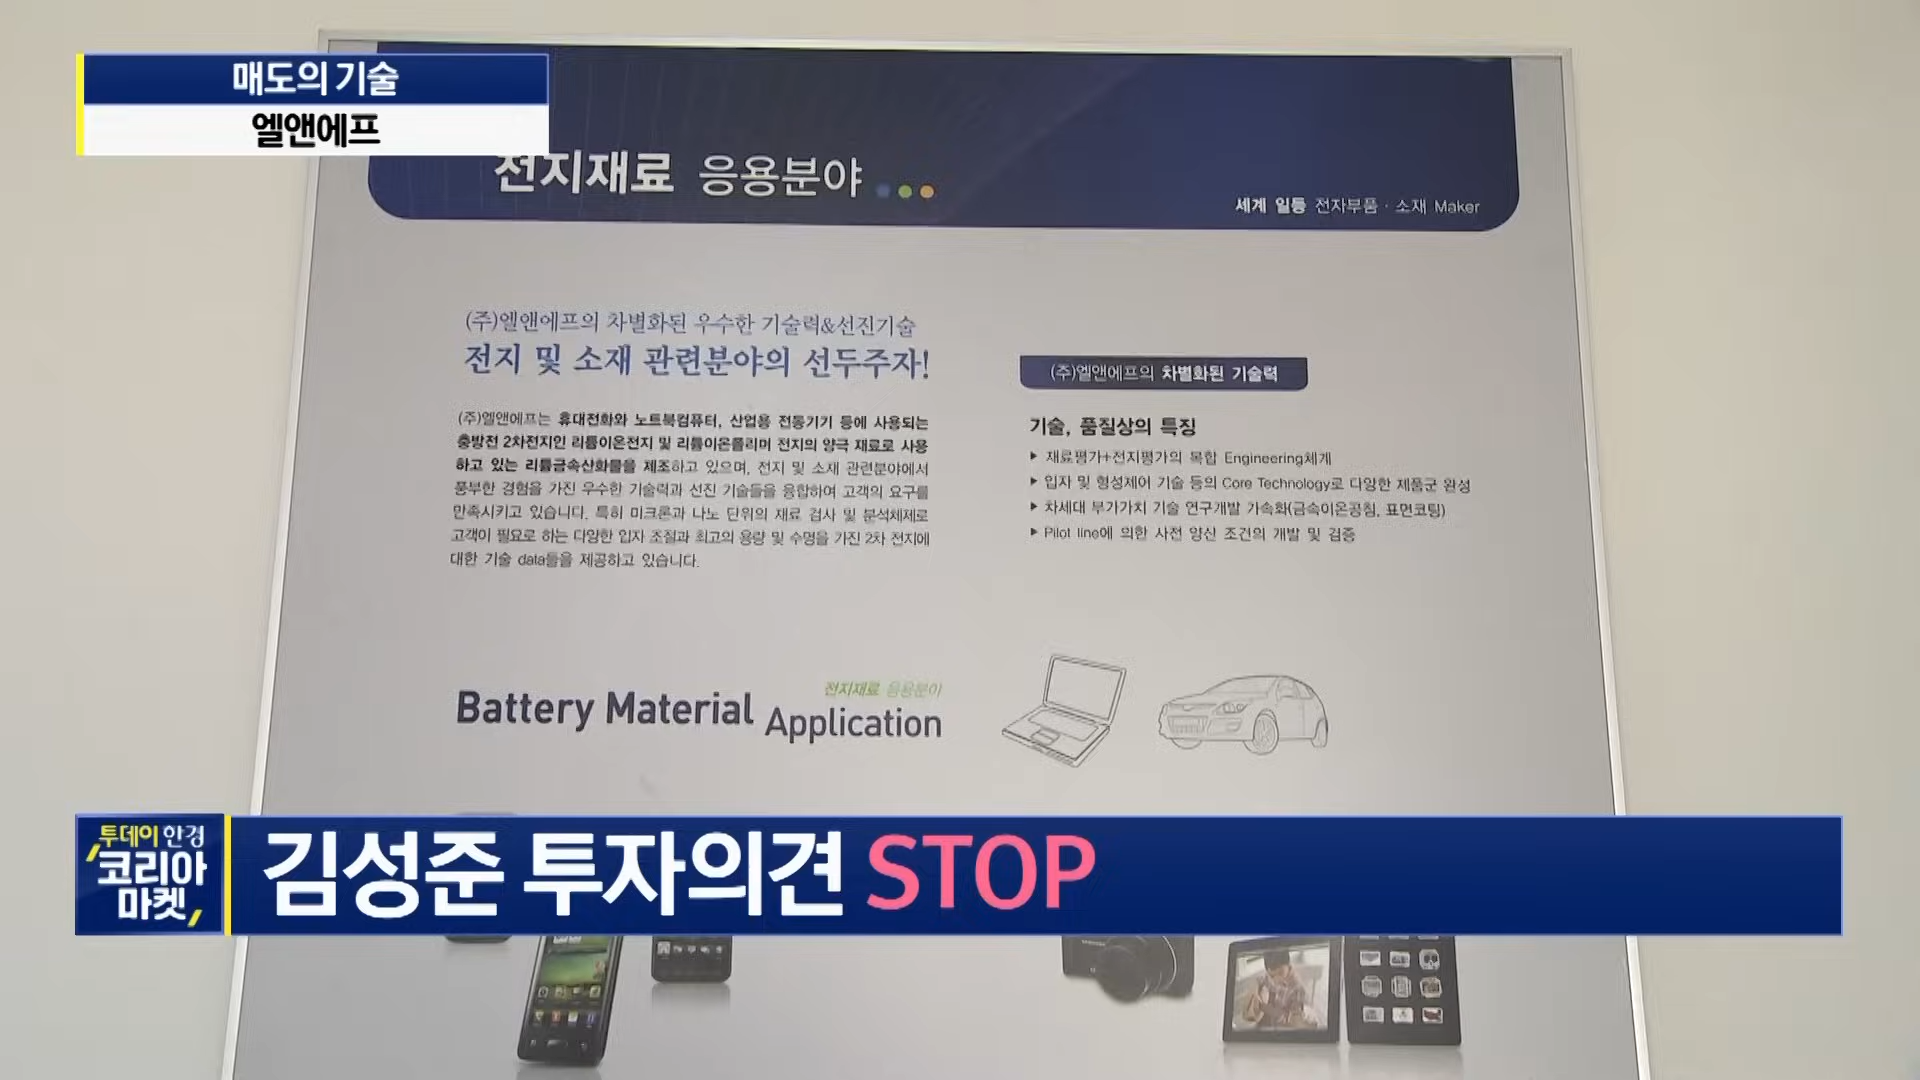 매도의 기술
엘앤에프
전지재료 응용분야
세계 일등 전자부품 · 소재 Maker
(주)엘앤에프의 차별화된 우수한 기술력&선진기술
전지 및 소재 관련분야의 선두주자!
(주)엘앤에프는 휴대전화와 노트북컴퓨터, 산업용 전동기기 등에 사용되는
충방전 2차전지인 리튬이온전지 및 리튬이온폴리머 전지의 양극 재료로 사용
하고 있는 리튬금속산화물을 제조하고 있으며, 전지 및 소재 관련분야에서
풍부한 경험을 가진 우수한 기술력과 선진 기술들을 융합하여 고객의 요구를
만족시키고 있습니다. 특히 미크론과 나노 단위의 재료 검사 및 분석체제로
고객이 필요로 하는 다양한 입자 조절과 최고의 용량 및 수명을 가진 2차 전지에
대한 기술 data들을 제공하고 있습니다.
(주)엘앤에프의 차별화된 기술력
기술, 품질상의 특징
▶ 재료평가+전지평가의 복합 Engineering체계
▶ 입자 및 형성제어 기술 등의 Core Technology로 다양한 제품군 완성
▶ 차세대 부가가치 기술 연구개발 가속화(금속이온공침, 표면코팅)
▶ Pilot line에 의한 사전 양산 조건의 개발 및 검증
전지재료 응용분야
Battery Material Application
투데이 한경
코리아
마켓
김성준 투자의견 STOP